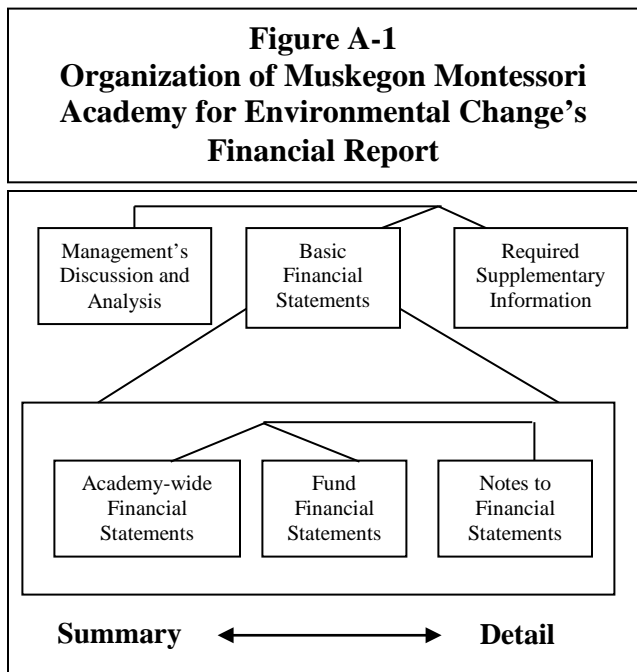 Figure A-1
Organization of Muskegon Montessori
Academy for Environmental Change's
Financial Report
Management's
Discussion and
Analysis
Basic
Financial
Statements
Required
Supplementary
Information
Academy-wide
Financial
Statements
Fund
Financial
Statements
Notes to
Financial
Statements
Summary
Detail